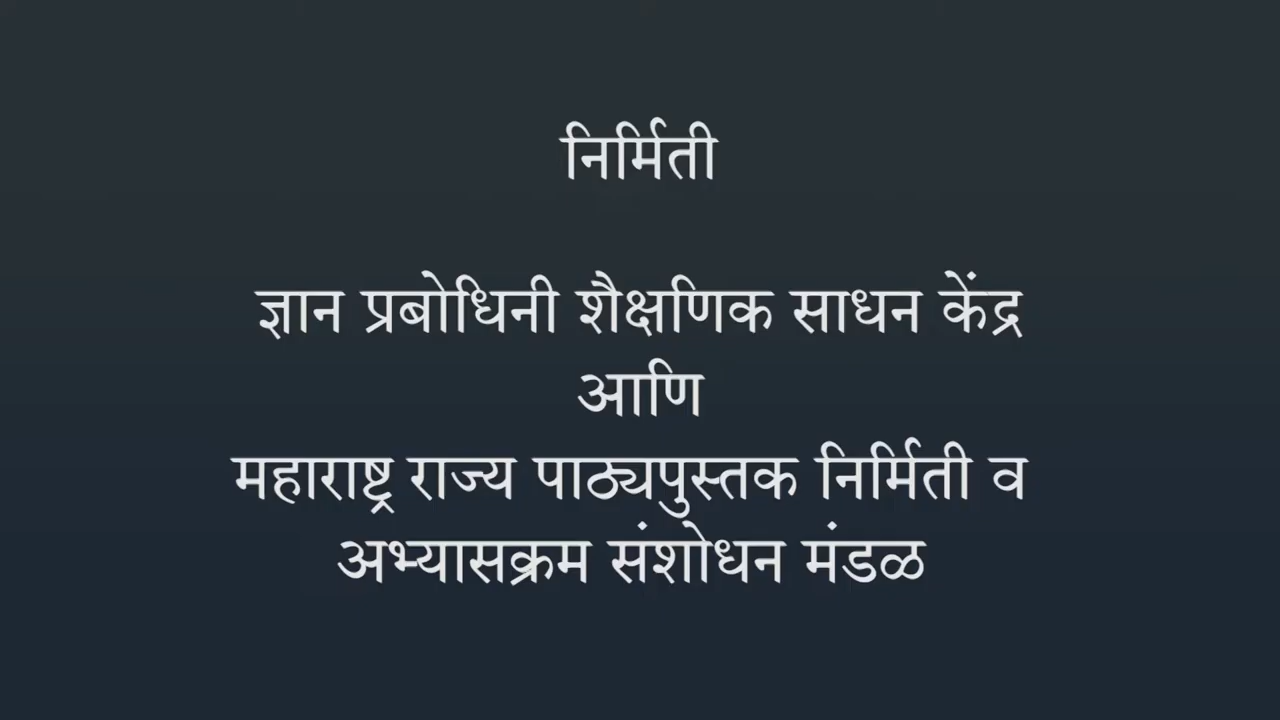 निर्मिती
ज्ञान प्रबोधिनी शैक्षणिक साधन केंद्र
आणि
महाराष्ट्र राज्य पाठ्यपुस्तक निर्मिती व
अभ्यासक्रम संशोधन मंडळ